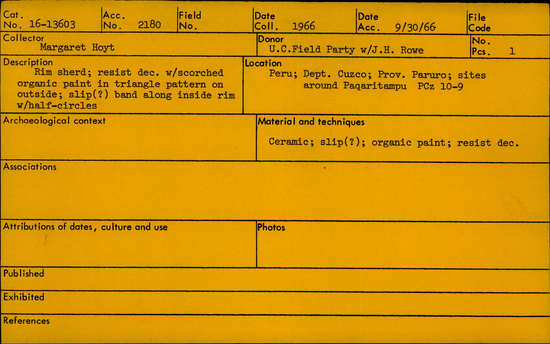 Cat. No. 16-13603 Acc. No. 2180 Field No. Date Coll. 1966 Date Acc. 9/30/66 File Code
Collector
Margaret Hoyt
Donor
U.C.Field Party w/J.H. Rowe
No. Pcs. 1
Description
Rim sherd; resist dec. w/scorched
organic paint in triangle pattern on
outside; slip(?) band along inside rim
w/half-circles
Location
Peru; Dept. Cuzco; Prov. Paruro; sites
around Paqaritampu PCz 10-9
Archaeological context
Material and techniques
Ceramic; slip(?); organic paint; resist dec.
Associations
Attributions of dates, culture and use
Photos
Published
Exhibited
References